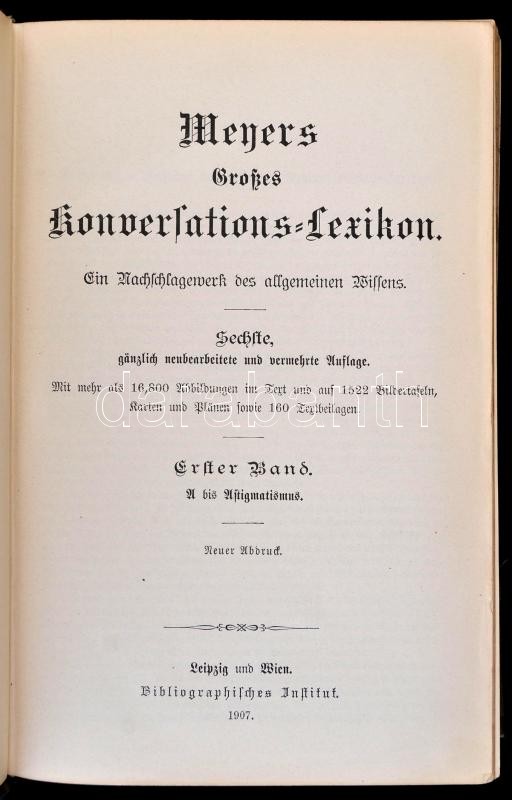 Meyers
Großes
Konversations-Lexikon.
Ein Nachschlagewerk des allgemeinen Wissens.
Sechste,
gänzlich neubearbeitete und vermehrte Auflage.
Mit mehr als 16,800 Abbildungen im Text und auf 1522 Bildertafeln,
Karten und Plänen sowie 160 Textbeilagen.
darabanth
Erster Band.
A bis Astigmatismus.
Neuer Abdruck.
Leipzig und Wien.
Bibliographisches Institut.
1907.